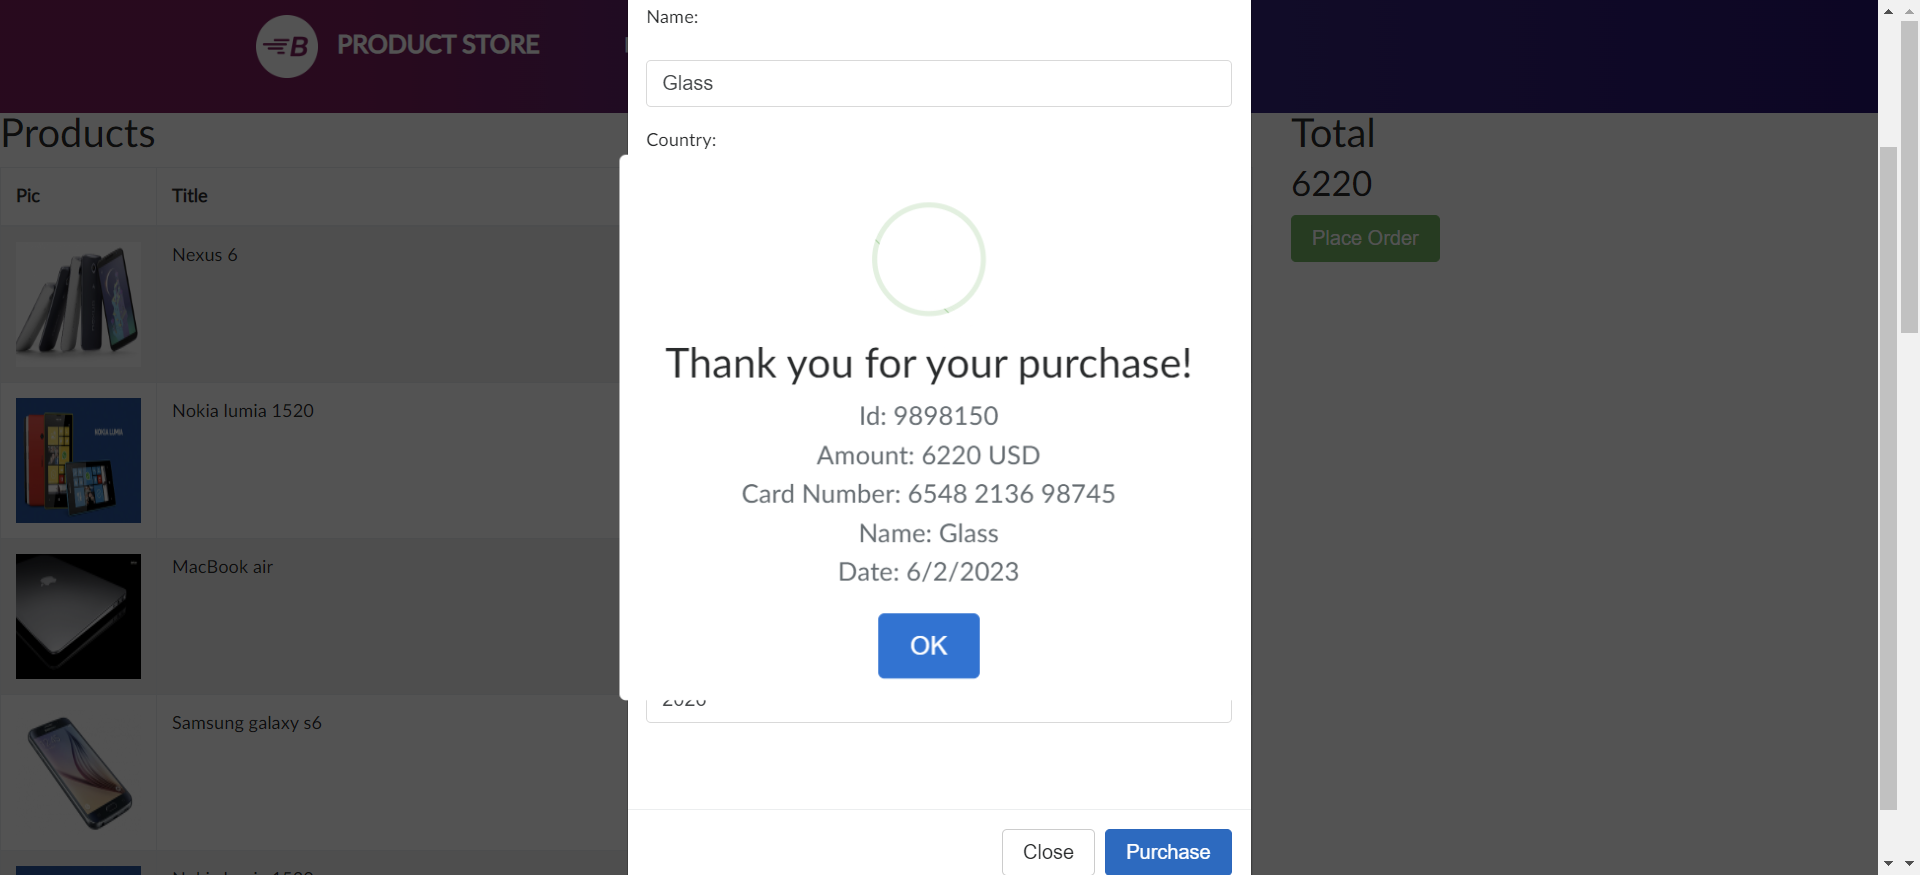 B PRODUCT STORE
Name:
Glass
Country:
Products
Pic Title
Nexus 6
Nokia lumia 1520
NOKIA LUMIA
MacBook air
Samsung galaxy s6
Total
6220
Place Order
Thank you for your purchase!
Id: 9898150
Amount: 6220 USD
Card Number: 6548 2136 98745
Name: Glass
Date: 6/2/2023
OK
Close Purchase